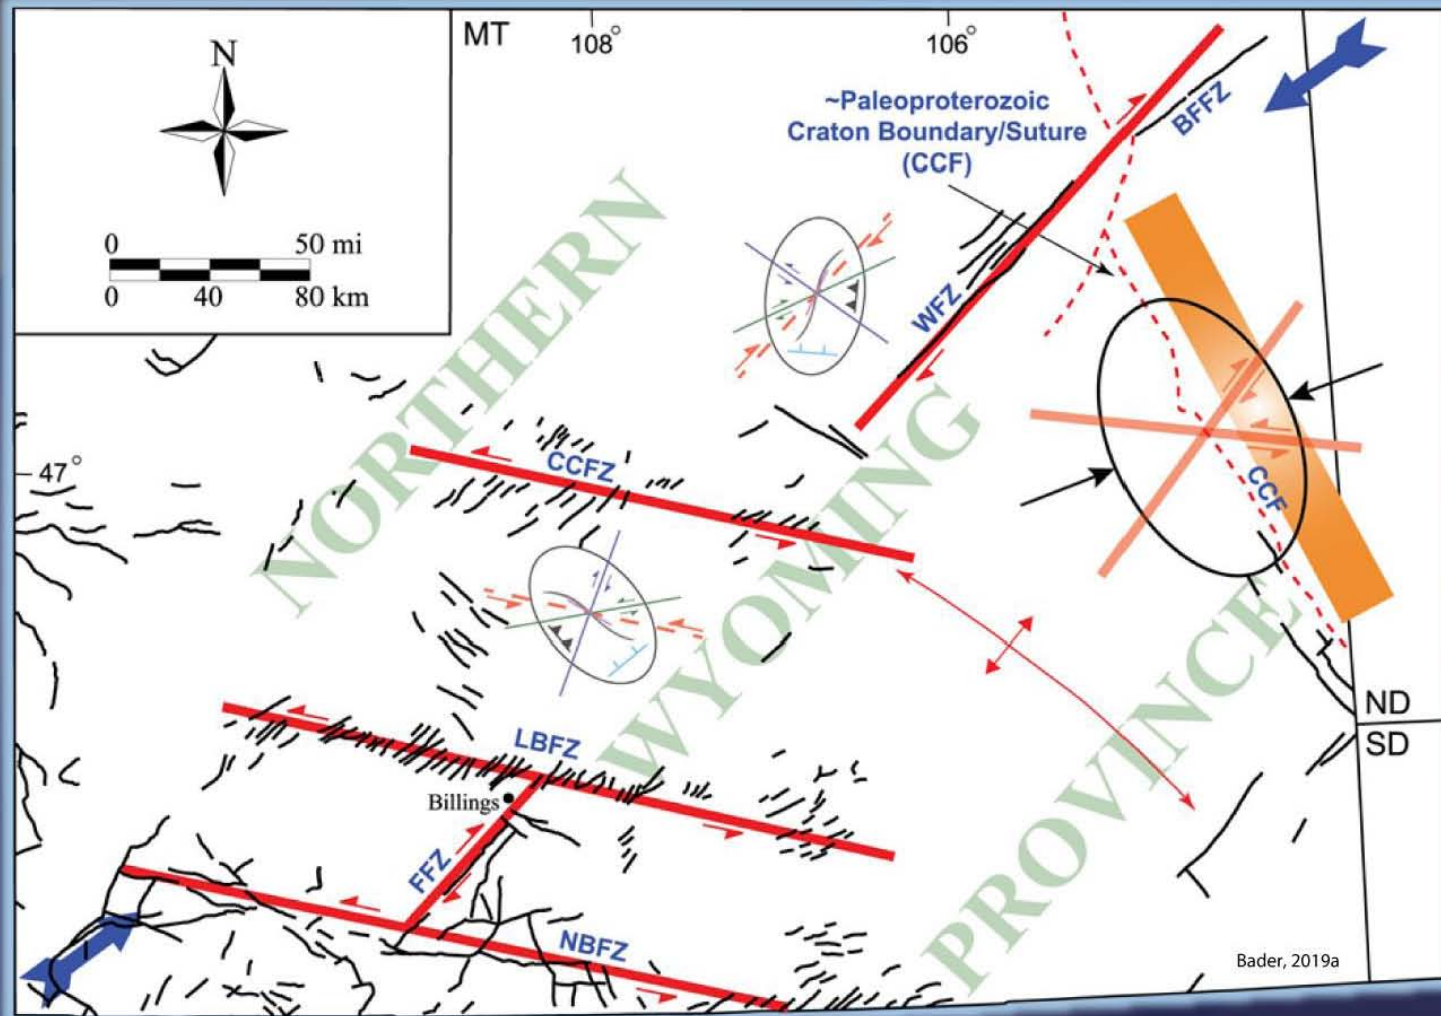 N
0 50 mi
0 40 80 km
MT
108°
106°
47°
~Paleoproterozoic
Craton Boundary/Suture
(CCF)
BFFZ
WFZ
CCFZ
CCF
NORTHERN
WYOMING
PROVINCE
LBFZ
Billings
FFZ
NBFZ
ND
SD
Bader, 2019a